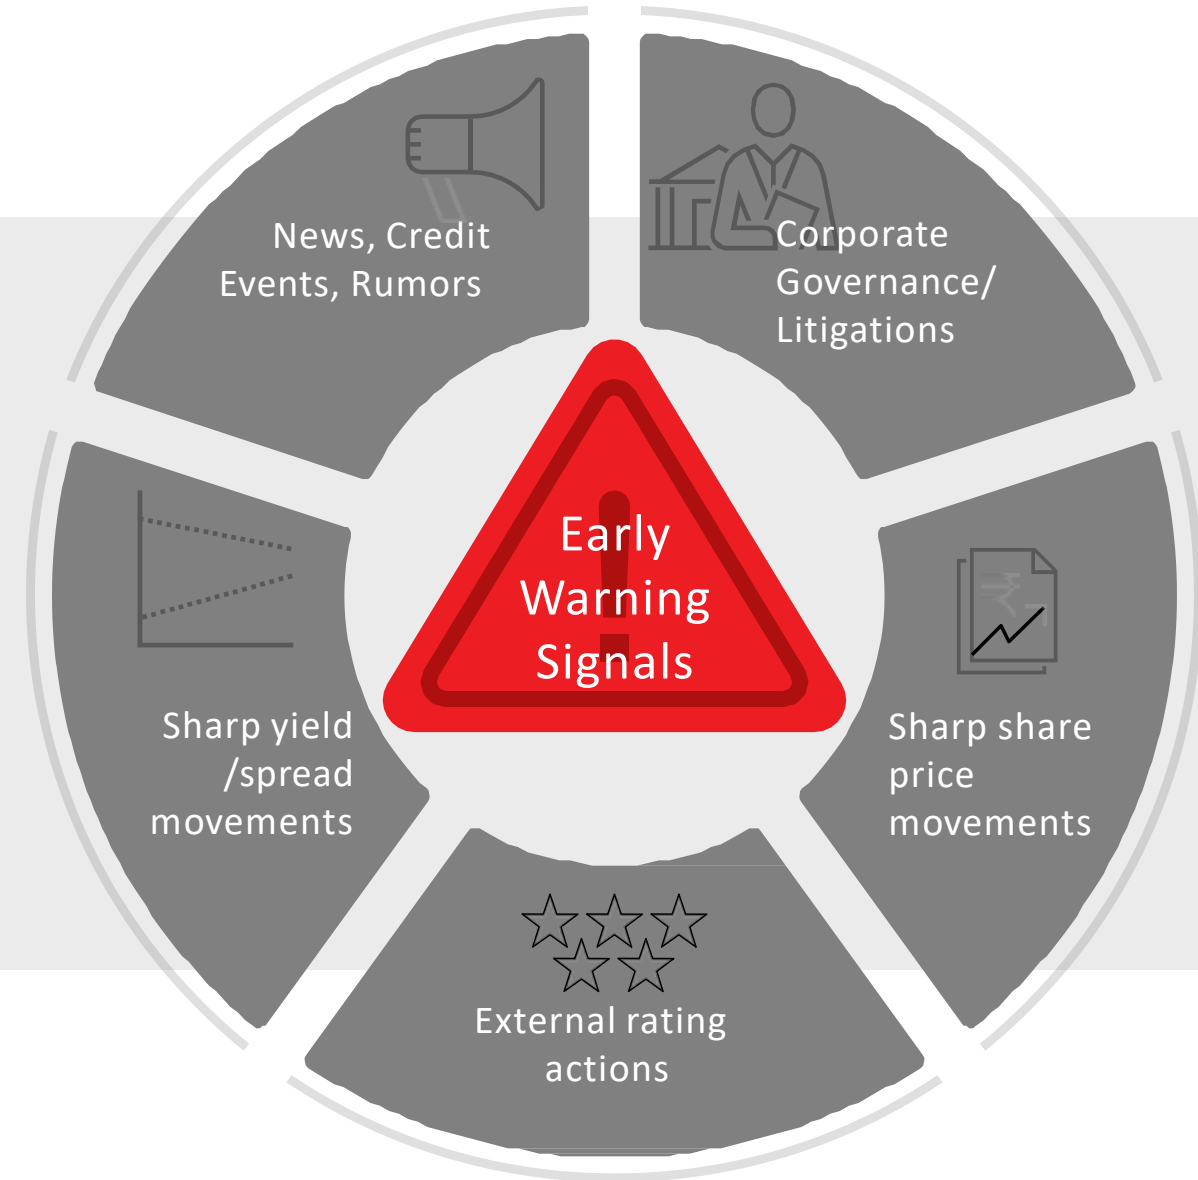 News, Credit
Events, Rumors
Corporate
Governance/
Litigations
Early
Warning
Signals
Sharp yield
/spread
movements
Sharp share
price
movements
External rating
actions